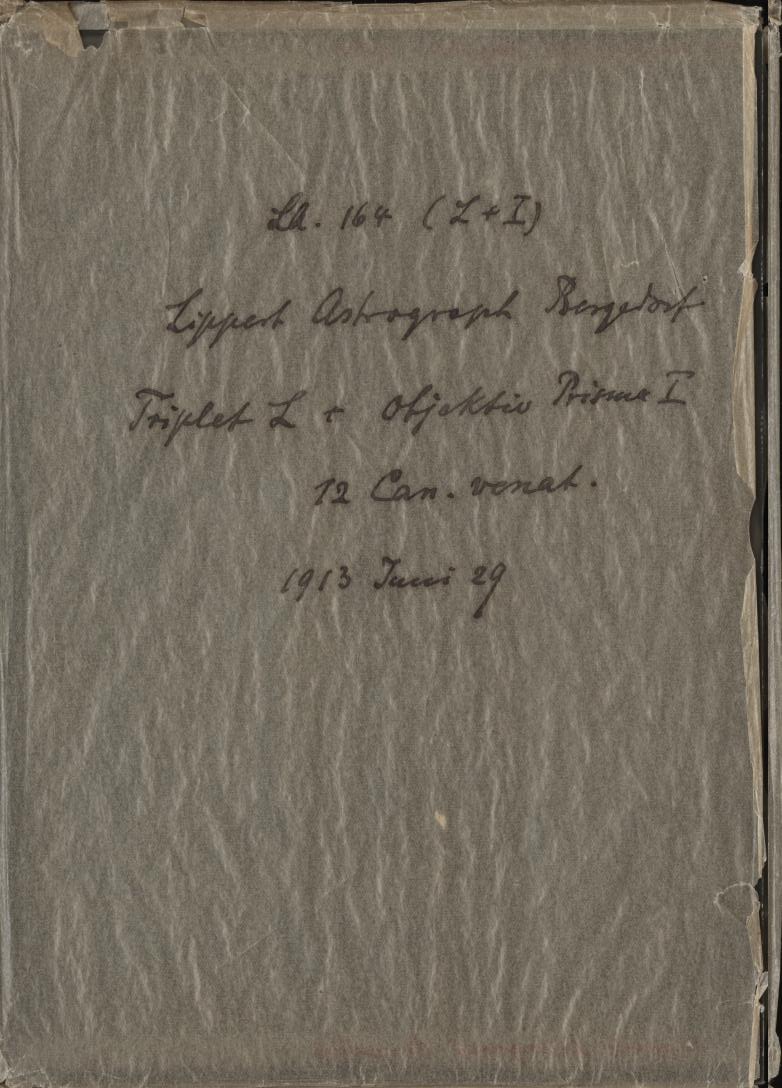 LA. 164 (L + I)
Lippert Astrograph Bergedorf
Triplet L + Objektiv Prisma I
12 Can. venat.
1913 Juni 29